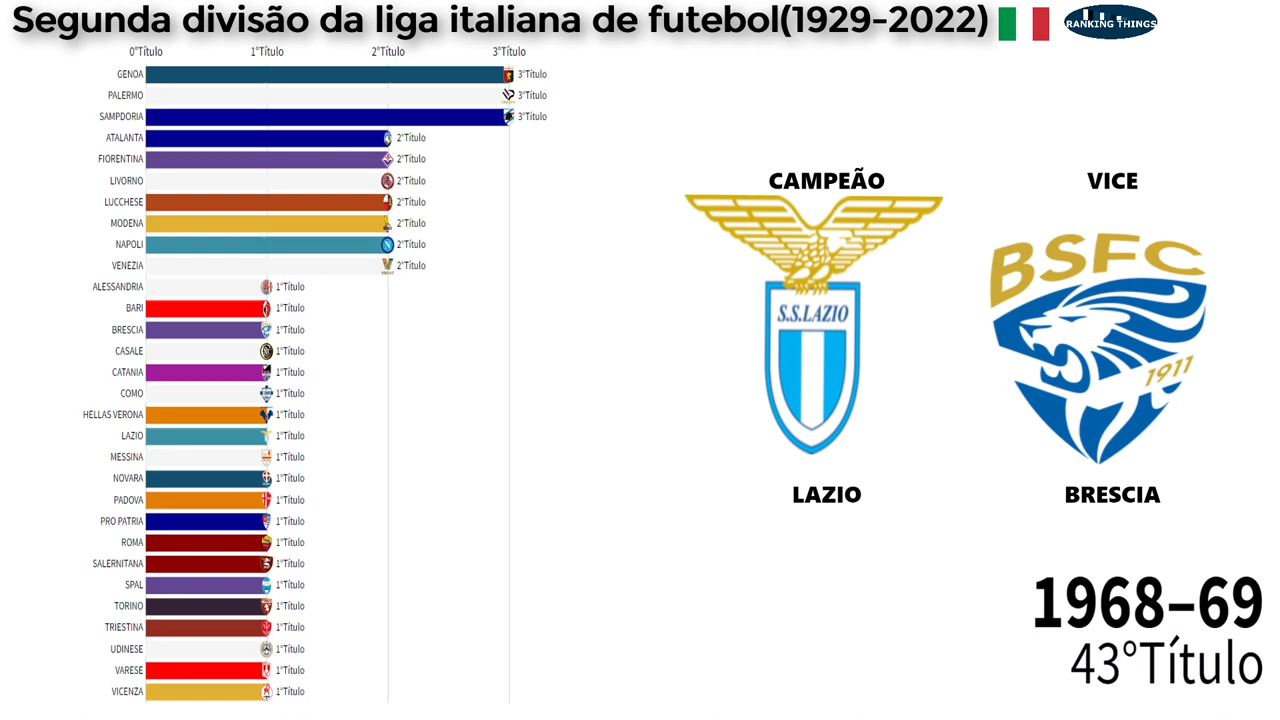 Segunda divisão da liga italiana de futebol(1929-2022)
RANKING THINGS
0°Título 1°Título 2°Título 3°Título
GENOA 3°Título
PALERMO 3°Título
SAMPDORIA 3°Título
ATALANTA 2°Título
FIORENTINA 2°Título
LIVORNO 2°Título
LUCCHESE 2°Título
MODENA 2°Título
NAPOLI 2°Título
VENEZIA 2°Título
ALESSANDRIA 1°Título
BARI 1°Título
BRESCIA 1°Título
CASALE 1°Título
CATANIA 1°Título
COMO 1°Título
HELLAS VERONA 1°Título
LAZIO 1°Título
MESSINA 1°Título
NOVARA 1°Título
PADOVA 1°Título
PRO PATRIA 1°Título
ROMA 1°Título
SALERNITANA 1°Título
SPAL 1°Título
TORINO 1°Título
TRIESTINA 1°Título
UDINESE 1°Título
VARESE 1°Título
VICENZA 1°Título
CAMPEÃO
S.S.LAZIO
LAZIO
VICE
BSFC
1911
BRESCIA
1968–69
43°Título